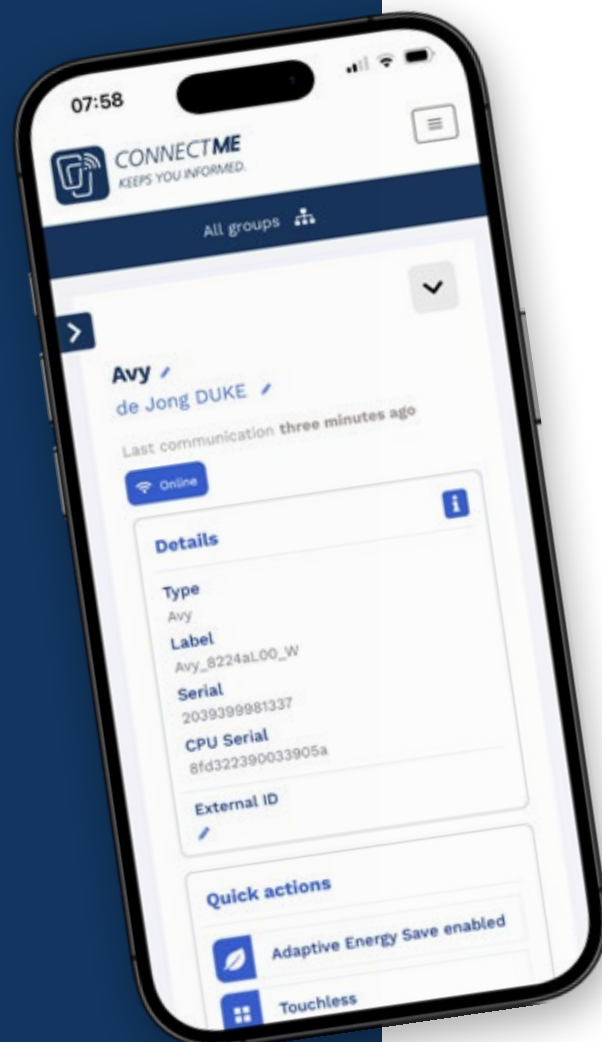 07:58
CONNECTME
KEEPS YOU INFORMED.
All groups
Avy
de Jong DUKE
Last communication three minutes ago
Online
Details
Type
Avy
Label
Avy_8224aL00_W
Serial
2039399981337
CPU Serial
8fd322390033905a
External ID
Quick actions
Adaptive Energy Save enabled
Touchless